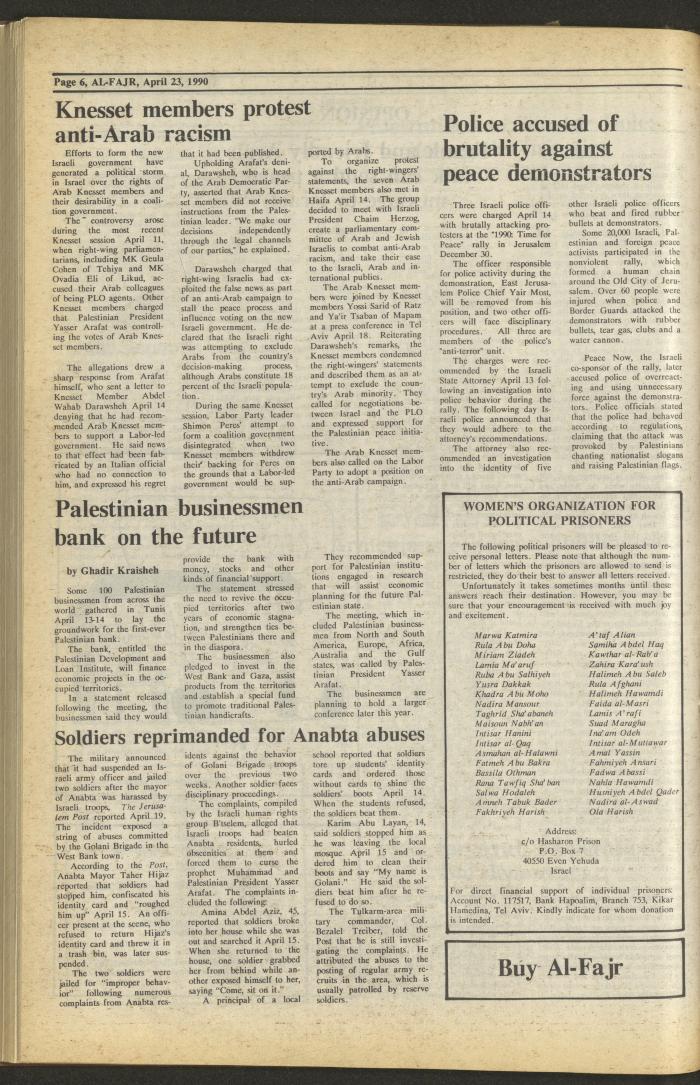 Page 6, AL-FAJR, April 23, 1990
Knesset members protest
anti-Arab racism
Efforts to form the new
Israeli government have
generated a political storm
in Israel over the rights of
Arab Knesset members and
their desirability in a coali-
tion government.
The controversy arose
during the most recent
Knesset session April 11,
when right-wing parliamen-
tarians, including MK Geula
Cohen of Tehiya and MK
Ovadia Eli of Likud, ac-
cused their Arab colleagues
of being PLO agents. Other
Knesset members charged
that Palestinian President
Yasser Arafat was controll-
ing the votes of Arab Knes-
set members.
The allegations drew a
sharp response from Arafat
himself, who sent a letter to
Knesset Member Abdel
Wahab Darawsheh April 14
denying that he had recom-
mended Arab Knesset mem-
bers to support a Labor-led
government. He said news
to that effect had been fab-
ricated by an Italian official
who had no connection to
him, and expressed his regret
that it had been published.
Upholding Arafat's deni-
al, Darawsheh, who is head
of the Arab Democratic Par-
ty, asserted that Arab Knes-
set members did not receive
instructions from the Pales-
tinian leader. "We make our
decisions independently
through the legal channels
of our parties," he explained.
Darawsheh charged that
right-wing Israelis had ex-
ploited the false news as part
of an anti-Arab campaign to
stall the peace process and
influence voting on the new
Israeli government. He de-
clared that the Israeli right
was attempting to exclude
Arabs from the country's
decision-making process,
although Arabs constitute 18
percent of the Israeli popula-
tion.
During the same Knesset
session, Labor Party leader
Shimon Peres' attempt to
form a coalition government
disintegrated when two
Knesset members withdrew
their backing for Peres on
the grounds that a Labor-led
government would be sup-
ported by Arabs.
To organize protest
against the right-wingers'
statements, the seven Arab
Knesset members also met in
Haifa April 14. The group
decided to meet with Israeli
President Chaim Herzog,
create a parliamentary com-
mittee of Arab and Jewish
Israelis to combat anti-Arab
racism, and take their case
to the Israeli, Arab and in-
ternational publics.
The Arab Knesset mem-
bers were joined by Knesset
members Yossi Sarid of Ratz
and Ya'ir Tsaban of Mapam
at a press conference in Tel
Aviv April 18. Reiterating
Darawsheh's remarks, the
Knesset members condemned
the right-wingers' statements
and described them as an at-
tempt to exclude the coun-
try's Arab minority. They
called for negotiations be-
tween Israel and the PLO
and expressed support for
the Palestinian peace initia-
tive.
The Arab Knesset mem-
bers also called on the Labor
Party to adopt a position on
the anti-Arab campaign.
Police accused of
brutality against
peace demonstrators
Three Israeli police offi-
cers were charged April 14
with brutally attacking pro-
testers at the "1990: Time for
Peace" rally in Jerusalem
December 30.
The officer responsible
for police activity during the
demonstration, East Jerusa-
lem Police Chief Yair Most,
will be removed from his
position, and two other offi-
cers will face disciplinary
procedures. All three are
members of the police's
"anti-terror" unit.
The charges were rec-
ommended by the Israeli
State Attorney April 13 fol-
lowing an investigation into
police behavior during the
rally. The following day Is-
raeli police announced that
they would adhere to the
attorney's recommendations.
The attorney also rec-
ommended an investigation
into the identity of five
other Israeli police officers
who beat and fired rubber
bullets at demonstrators.
Some 20,000 Israeli, Pal-
estinian and foreign peace
activists participated in the
nonviolent rally, which
formed a human chain
around the Old City of Jeru-
salem. Over 60 people were
injured when police and
Border Guards attacked the
demonstrators with rubber
bullets, tear gas, clubs and a
water cannon.
Peace Now, the Israeli
co-sponsor of the rally, later
accused police of overreact-
ing and using unnecessary
force against the demonstra-
tors. Police officials stated
that the police had behaved
according to regulations,
claiming that the attack was
provoked by Palestinians
chanting nationalist slogans
and raising Palestinian flags.
Palestinian businessmen
bank on the future
by Ghadir Kraisheh
Some 100 Palestinian
businessmen from across the
world gathered in Tunis
April 13-14 to lay the
groundwork for the first-ever
Palestinian bank.
The bank, entitled the
Palestinian Development and
Loan Institute, will finance
economic projects in the oc-
cupied territories.
In a statement released
following the meeting, the
businessmen said they would
provide the bank with
money, stocks and other
kinds of financial support.
The statement stressed
the need to revive the occu-
pied territories after two
years of economic stagna-
tion, and strengthen ties be-
tween Palestinians there and
in the diaspora.
The businessmen also
pledged to invest in the
West Bank and Gaza, assist
products from the territories
and establish a special fund
to promote traditional Pales-
tinian handicrafts.
They recommended sup-
port for Palestinian institu-
tions engaged in research
that will assist economic
planning for the future Pal-
estinian state.
The meeting, which in-
cluded Palestinian business-
men from North and South
America, Europe, Africa,
Australia and the Gulf
states, was called by Pales-
tinian President Yasser
Arafat.
The businessmen are
planning to hold a larger
conference later this year.
Soldiers reprimanded for Anabta abuses
The military announced
that it had suspended an Is-
raeli army officer and jailed
two soldiers after the mayor
of Anabta was harassed by
Israeli troops, The Jerusa-
lem Post reported April 19.
The incident exposed a
string of abuses committed
by the Golani Brigade in the
West Bank town.
According to the Post,
Anabta Mayor Taher Hijaz
reported that soldiers had
stopped him, confiscated his
identity card and "roughed
him up" April 15. An offi-
cer present at the scene, who
refused to return Hijaz's
identity card and threw it in
a trash bin, was later sus-
pended.
The two soldiers were
jailed for "improper behav-
ior" following numerous
complaints from Anabta res-
idents against the behavior
of Golani Brigade troops
over the previous two
weeks. Another soldier faces
disciplinary proceedings.
The complaints, compiled
by the Israeli human rights
group B'tselem, alleged that
Israeli troops had beaten
Anabta residents, hurled
obscenities at them and
forced them to curse the
prophet Muhammad and
Palestinian President Yasser
Arafat. The complaints in-
cluded the following:
Amina Abdel Aziz, 45,
reported that soldiers broke
into her house while she was
out and searched it April 15.
When she returned to the
house, one soldier grabbed
her from behind while an-
other exposed himself to her,
saying "Come, sit on it."
A principal of a local
school reported that soldiers
tore up students' identity
cards and ordered those
without cards to shine the
soldiers' boots April 14.
When the students refused,
the soldiers beat them.
Karim Abu Layan, 14,
said soldiers stopped him as
he was leaving the local
mosque April 15 and or-
dered him to clean their
boots and say "My name is
Golani." He said the sol-
diers beat him after he re-
fused to do so.
The Tulkarm-area mili-
tary commander, Col.
Bezalel Treiber, told the
Post that he is still investi-
gating the complaints. He
attributed the abuses to the
posting of regular army re-
cruits in the area, which is
usually patrolled by reserve
soldiers.
WOMEN'S ORGANIZATION FOR
POLITICAL PRISONERS
The following political prisoners will be pleased to re-
ceive personal letters. Please note that although the num-
ber of letters which the prisoners are allowed to send is
restricted, they do their best to answer all letters received.
Unfortunately it takes sometimes months until these
answers reach their destination. However, you may be
sure that your encouragement is received with much joy
and excitement.
Marwa Katmira
Rula Abu Doha
Miriam Ziadeh
Lamia Ma'aruf
Ruba Abu Salhiyeh
Yusra Dakkak
Khadra Abu Moho
Nadira Mansour
Taghrid Sha'abaneh
Maisoun Nabh'an
Intisar Hanini
Intisar al-Qaq
Asmahan al-Halawni
Fatmeh Abu Bakra
Bassila Othman
Rana Tawfiq Sha'ban
Salwa Hodaleh
Amneh Tabuk Bader
Fakhriyeh Harish
A'taf Alian
Samiha Abdel Haq
Kawthar al-Rab'a
Zahira Kara'ush
Halimeh Abu Saleb
Rula Afghani
Halimeh Hawamdi
Faida al-Masri
Lamis A'rafi
Suad Maragha
Ina'am Odeh
Intisar al-Mutiawar
Amal Yassin
Fahmiyeh Ansari
Fadwa Abassi
Nahla Hawamdi
Husniyeh Abdel Qader
Nadira al-Aswad
Ola Harish
Address:
c/o Hasharon Prison
P.O. Box 7
40550 Even Yehuda
Israel
For direct financial support of individual prisoners:
Account No. 117517, Bank Hapoalim, Branch 753, Kikar
Hamedina, Tel Aviv. Kindly indicate for whom donation
is intended.
Buy Al-Fajr